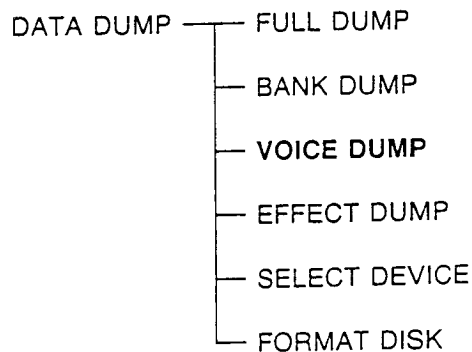 DATA DUMP FULL DUMP
BANK DUMP
VOICE DUMP
EFFECT DUMP
SELECT DEVICE
FORMAT DISK